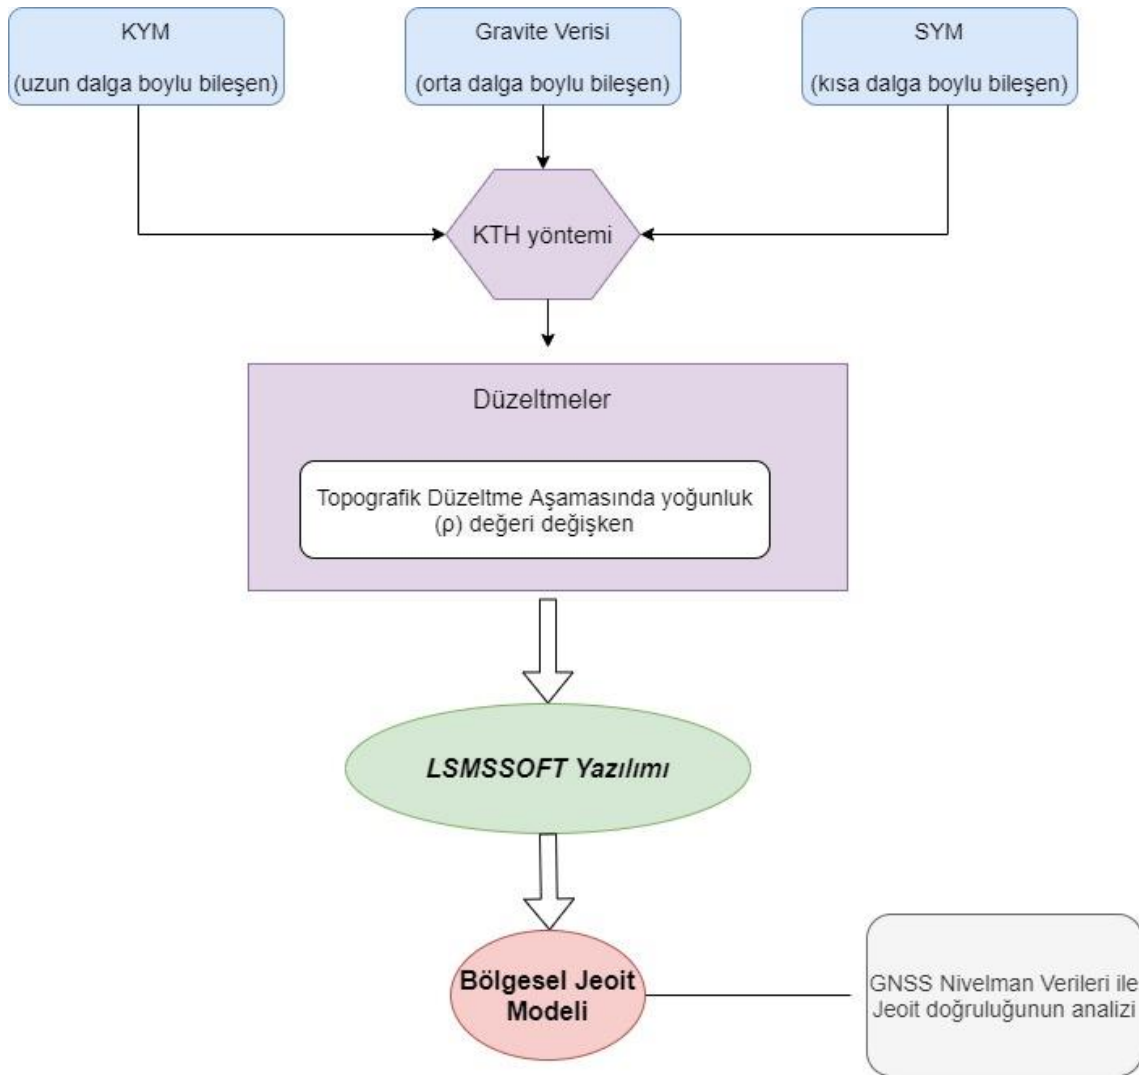 KYM
(uzun dalga boylu bileşen)
Gravite Verisi
(orta dalga boylu bileşen)
SYM
(kısa dalga boylu bileşen)
KTH yöntemi
Düzeltmeler
Topografik Düzeltme Aşamasında yoğunluk
(ρ) değeri değişken
LSMSSOFT Yazılımı
Bölgesel Jeoit
Modeli
GNSS Nivelman Verileri ile
Jeoit doğruluğunun analizi